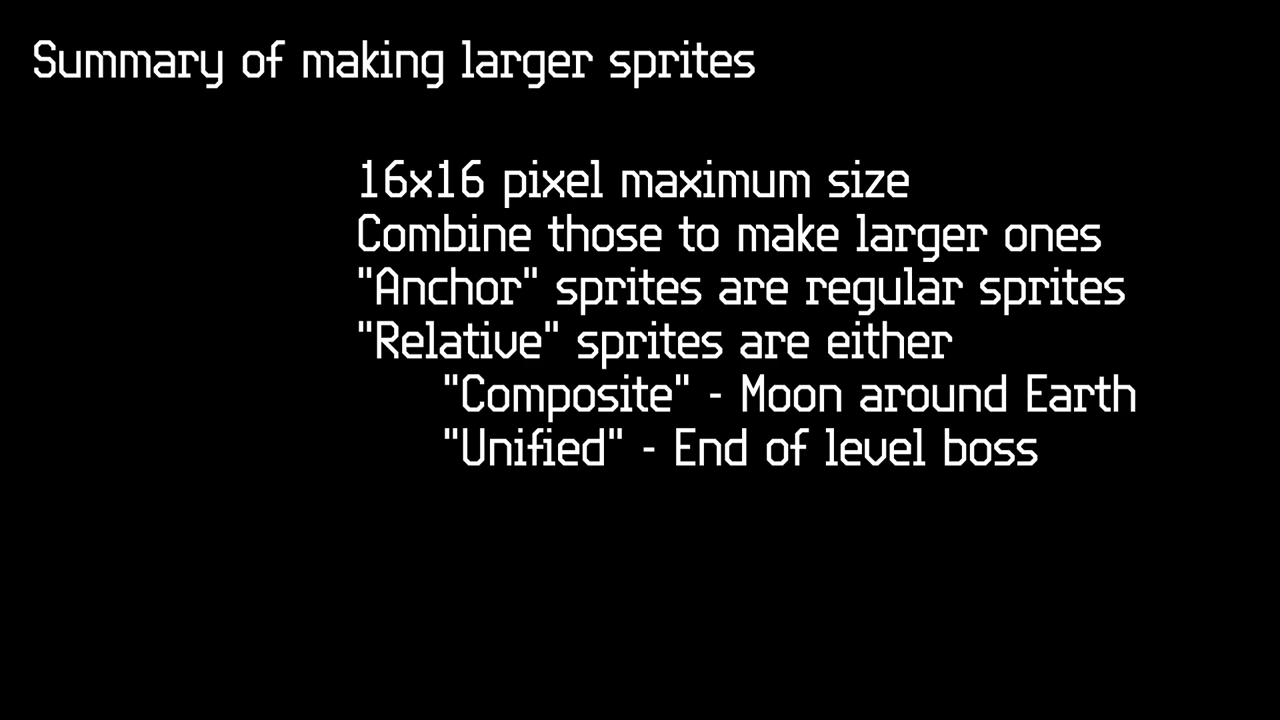 Summary of making larger sprites
16x16 pixel maximum size
Combine those to make larger ones
"Anchor" sprites are regular sprites
"Relative" sprites are either
"Composite" - Moon around Earth
"Unified" - End of level boss